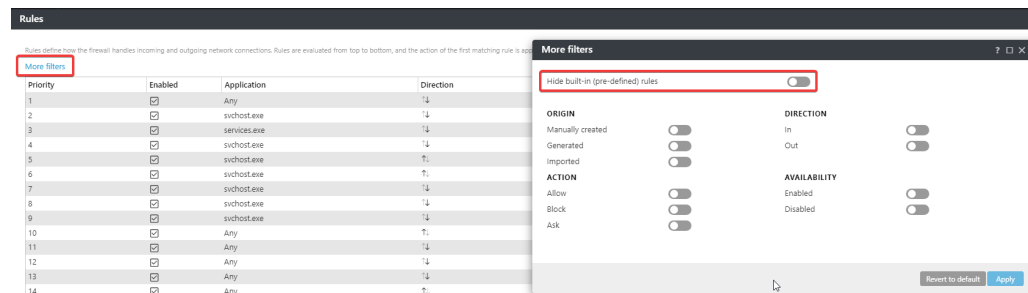 Rules
Rules define how the firewall handles incoming and outgoing network connections. Rules are evaluated from top to bottom, and the action of the first matching rule is app
More filters
Priority Enabled Application Direction
1 Any
2 svchost.exe
3 services.exe
4 svchost.exe
5 svchost.exe
6 svchost.exe
7 svchost.exe
8 svchost.exe
9 svchost.exe
10 Any
11 Any
12 Any
13 Any
14 Any
More filters
Hide built-in (pre-defined) rules
ORIGIN
Manually created
Generated
Imported
ACTION
Allow
Block
Ask
DIRECTION
In
Out
AVAILABILITY
Enabled
Disabled
Revert to default Apply